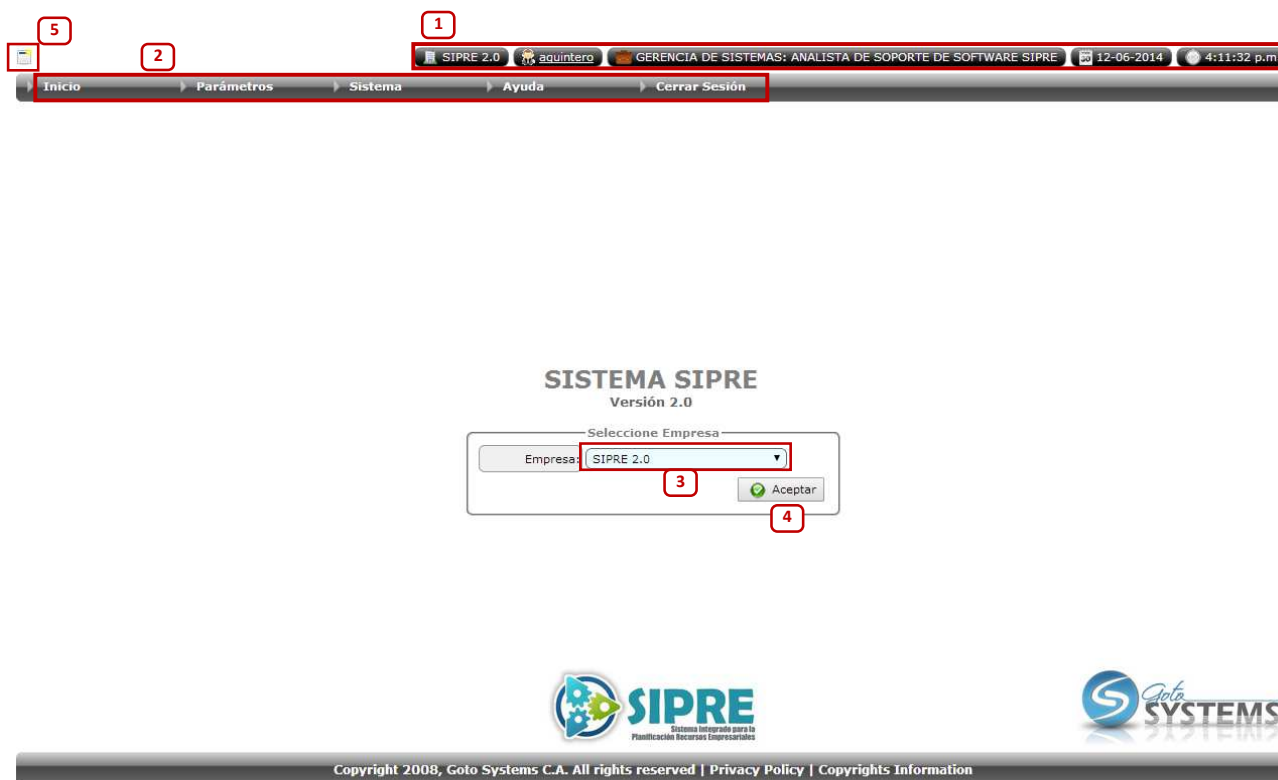 5
1
2
SIPRE 2.0 aquintero GERENCIA DE SISTEMAS: ANALISTA DE SOPORTE DE SOFTWARE SIPRE 30 12-06-2014 4:11:32 p.m
Inicio Parámetros Sistema Ayuda Cerrar Sesión
SISTEMA SIPRE
Versión 2.0
Seleccione Empresa
Empresa: SIPRE 2.0
3
Aceptar
4
SIPRE
Sistema Integrado para la
Planificación Recursos Empresariales
Goto
SYSTEMS
Copyright 2008, Goto Systems C.A. All rights reserved | Privacy Policy | Copyrights Information